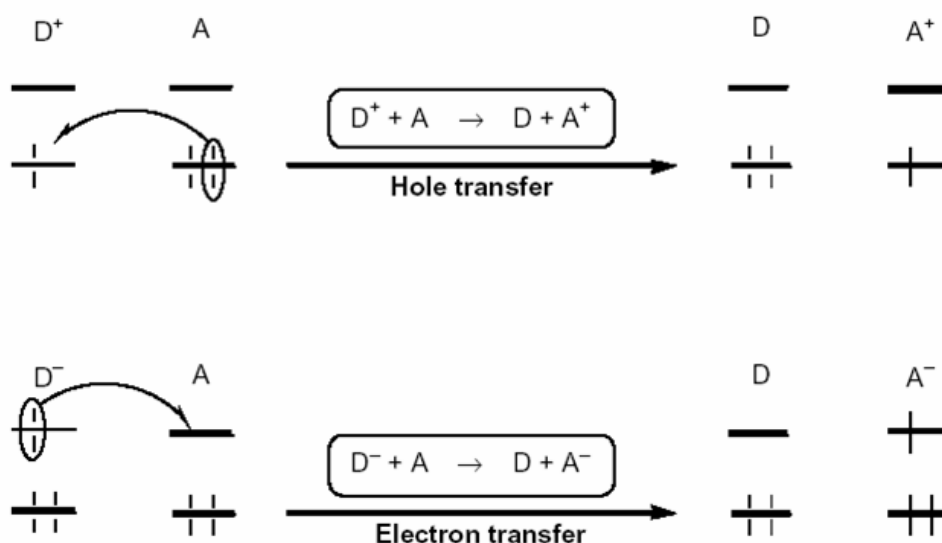 D⁺ A D A⁺
D⁺ + A → D + A⁺
Hole transfer
D⁻ A D A⁻
D⁻ + A → D + A⁻
Electron transfer